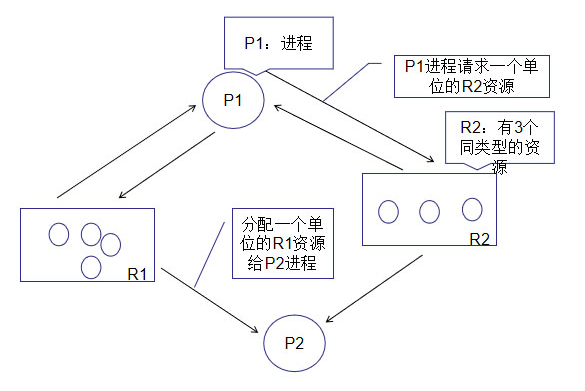 P1：进程
P1
P1进程请求一个单
位的R2资源
R2：有3个
同类型的资
源
R1
分配一个单
位的R1资源
给P2进程
R2
P2